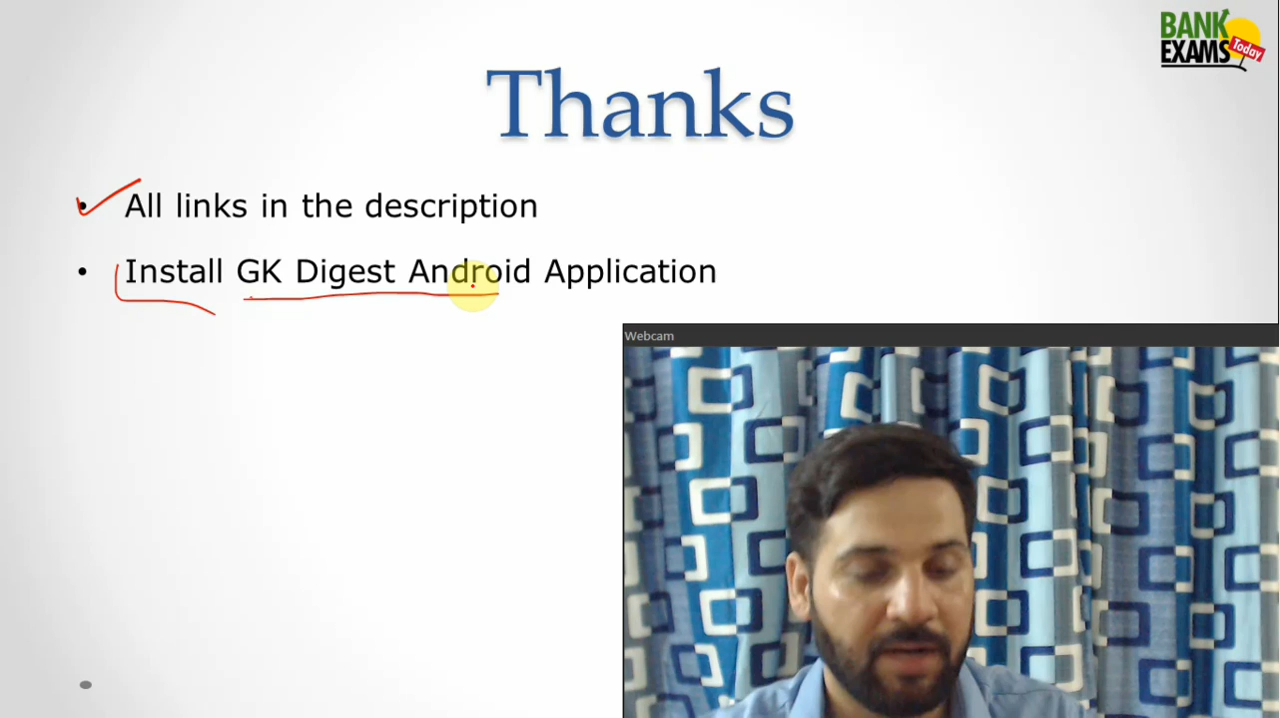 BANK
EXAMS Today
Thanks
• All links in the description
• Install GK Digest Android Application
Webcam